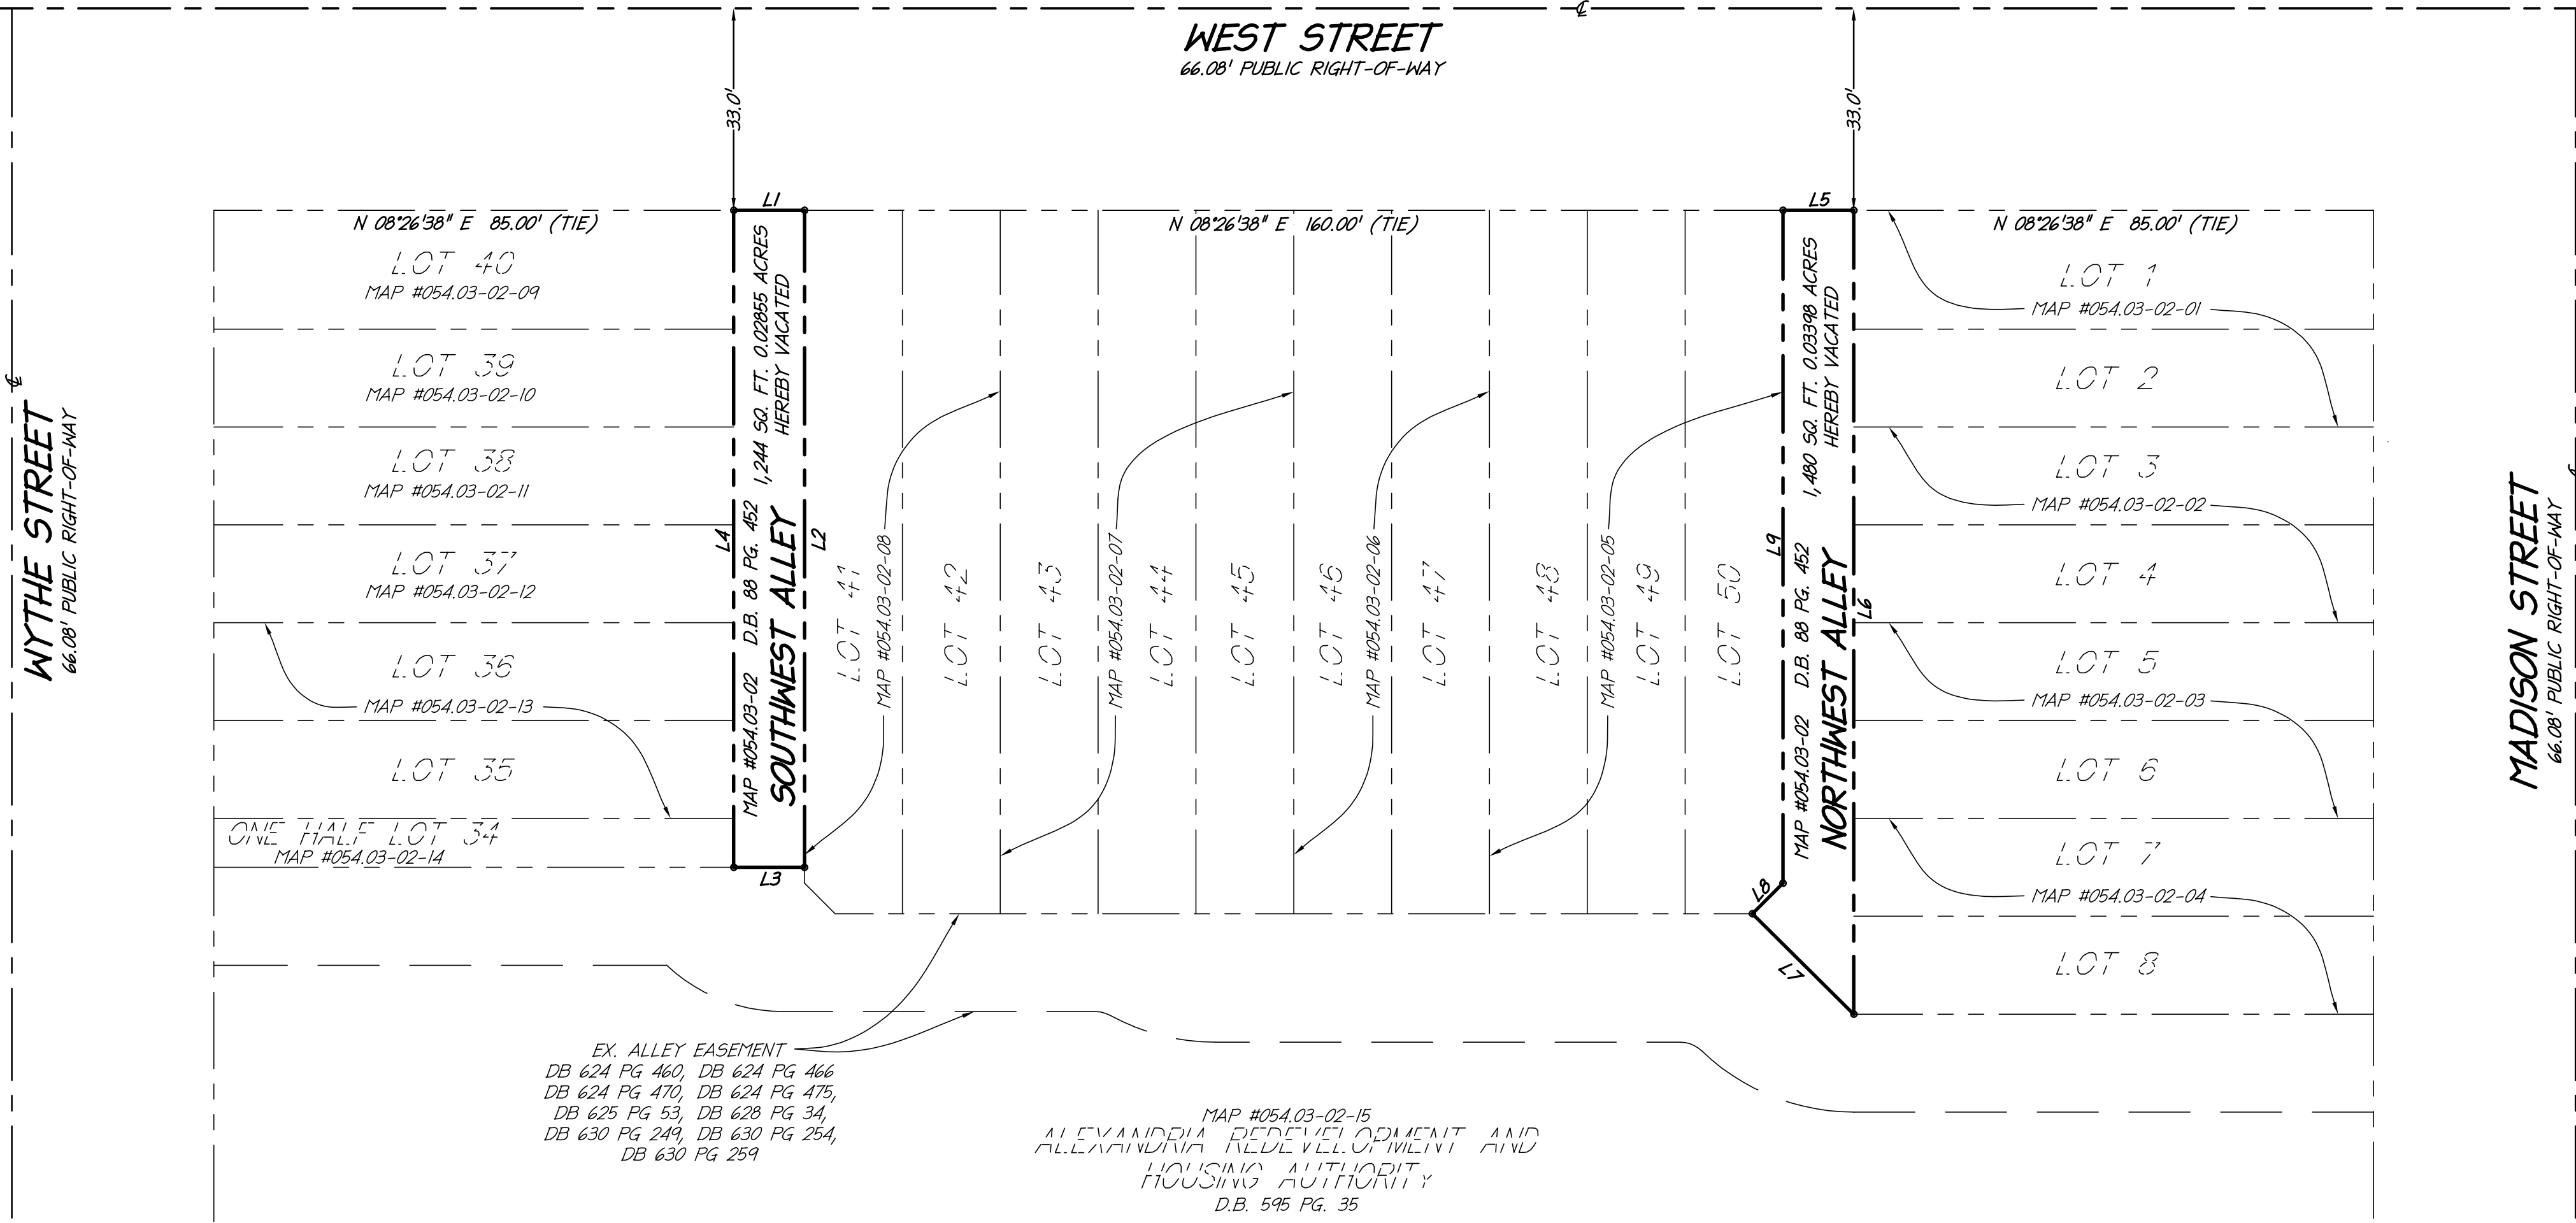 WEST STREET
66.08' PUBLIC RIGHT-OF-WAY
33.0'
33.0'
WYTHE STREET
66.08' PUBLIC RIGHT-OF-WAY
N 08°26'38" E 85.00' (TIE)
LOT 40
MAP #054.03-02-09
LOT 39
MAP #054.03-02-10
LOT 38
MAP #054.03-02-11
LOT 37
MAP #054.03-02-12
LOT 36
MAP #054.03-02-13
LOT 35
ONE HALF LOT 34
MAP #054.03-02-14
L1
L4
L2
L3
MAP #054.03-02 D.B. 88 PG. 452 1,244 SQ. FT. 0.02855 ACRES
HEREBY VACATED
SOUTHWEST ALLEY
N 08°26'38" E 160.00' (TIE)
LOT 41
MAP #054.03-02-08
LOT 42
LOT 43
MAP #054.03-02-07
LOT 44
LOT 45
LOT 46
MAP #054.03-02-06
LOT 47
LOT 48
MAP #054.03-02-05
LOT 49
LOT 50
L5
L9
L6
L8
L7
MAP #054.03-02 D.B. 88 PG. 452 1,480 SQ. FT. 0.03398 ACRES
HEREBY VACATED
NORTHWEST ALLEY
N 08°26'38" E 85.00' (TIE)
LOT 1
MAP #054.03-02-01
LOT 2
LOT 3
MAP #054.03-02-02
LOT 4
LOT 5
MAP #054.03-02-03
LOT 6
LOT 7
MAP #054.03-02-04
LOT 8
MADISON STREET
66.08' PUBLIC RIGHT-OF-WAY
EX. ALLEY EASEMENT
DB 624 PG 460, DB 624 PG 466
DB 624 PG 470, DB 624 PG 475,
DB 625 PG 53, DB 628 PG 34,
DB 630 PG 249, DB 630 PG 254,
DB 630 PG 259
MAP #054.03-02-15
ALEXANDRIA REDEVELOPMENT AND
HOUSING AUTHORITY
D.B. 595 PG. 35